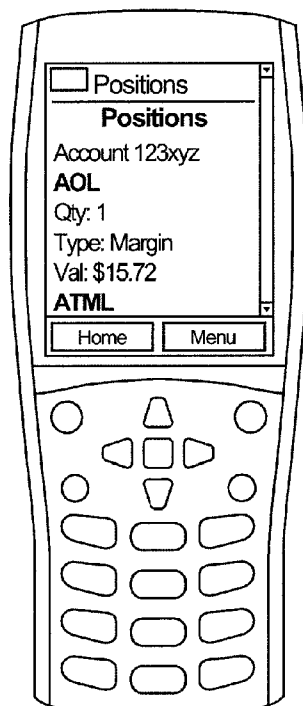 Positions
Positions
Account 123xyz
AOL
Qty: 1
Type: Margin
Val: $15.72
ATML
Home Menu